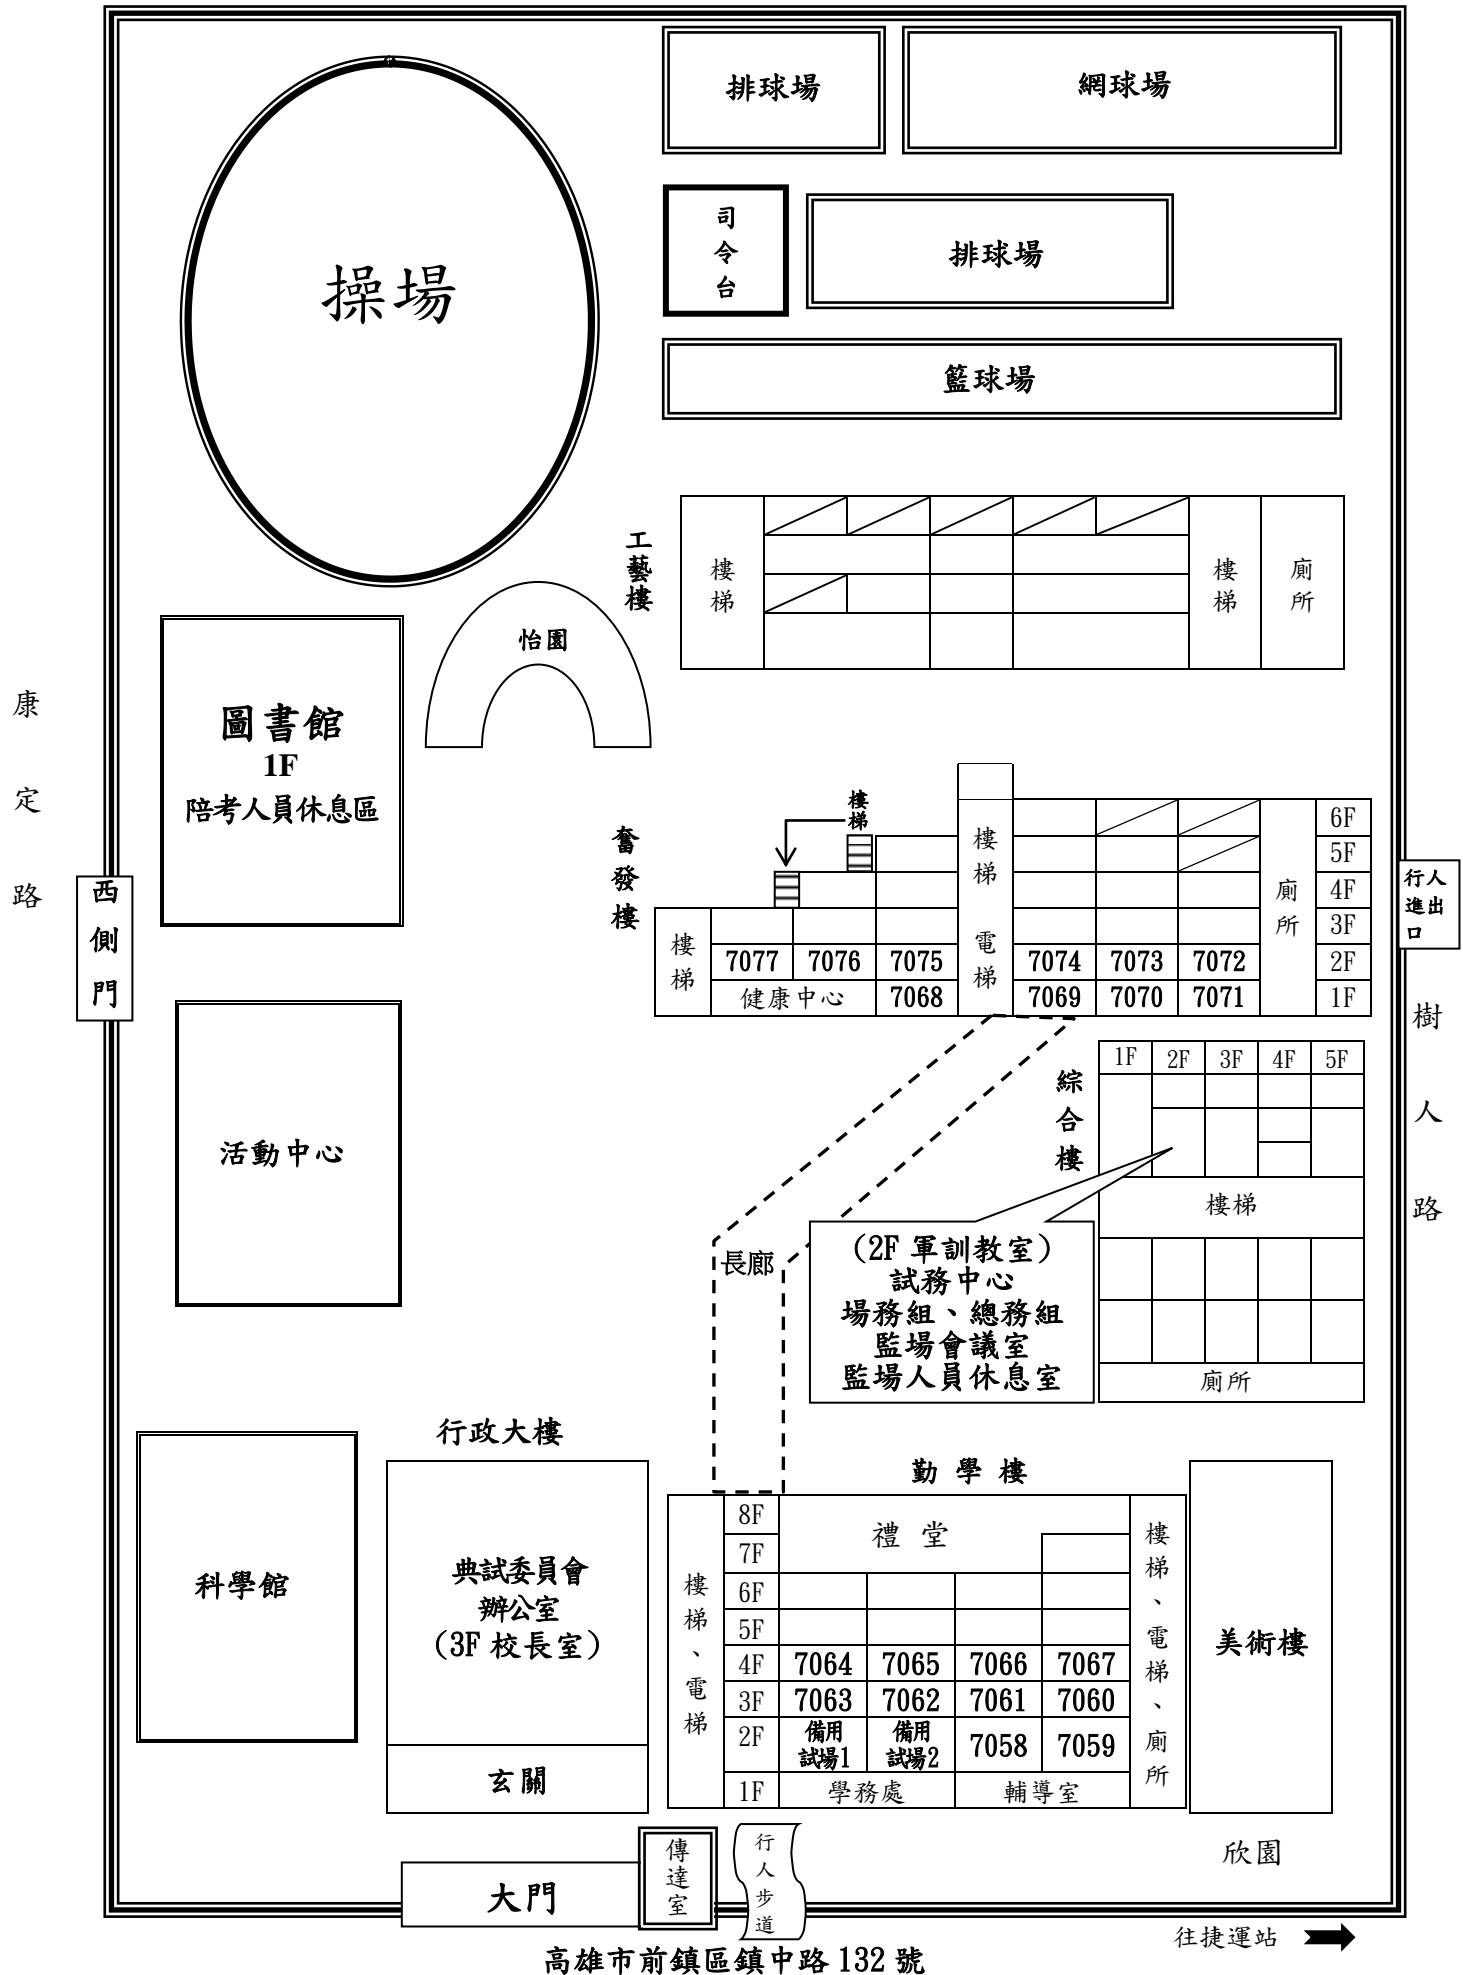 排球場
網球場
司令台
排球場
操場
籃球場
工藝樓
樓梯
樓梯
廁所
怡園
圖書館
1F
陪考人員休息區
康定路
西側門
奮發樓
樓梯
樓梯
電梯
廁所
6F
5F
4F
3F
樓梯
7077 7076 7075 7074 7073 7072 2F
健康中心 7068 7069 7070 7071 1F
行人
進出
口
樹人路
綜合樓
1F 2F 3F 4F 5F
樓梯
廁所
活動中心
長廊
(2F 軍訓教室)
試務中心
場務組、總務組
監場會議室
監場人員休息室
行政大樓
勤學樓
科學館
典試委員會
辦公室
(3F 校長室)
玄關
樓梯、電梯
8F
禮堂
7F
6F
5F
4F 7064 7065 7066 7067
3F 7063 7062 7061 7060
2F 備用 備用 7058 7059
試場1 試場2
1F 學務處 輔導室
樓梯、電梯、廁所
美術樓
欣園
大門
傳達室
行人步道
往捷運站
高雄市前鎮區鎮中路 132 號